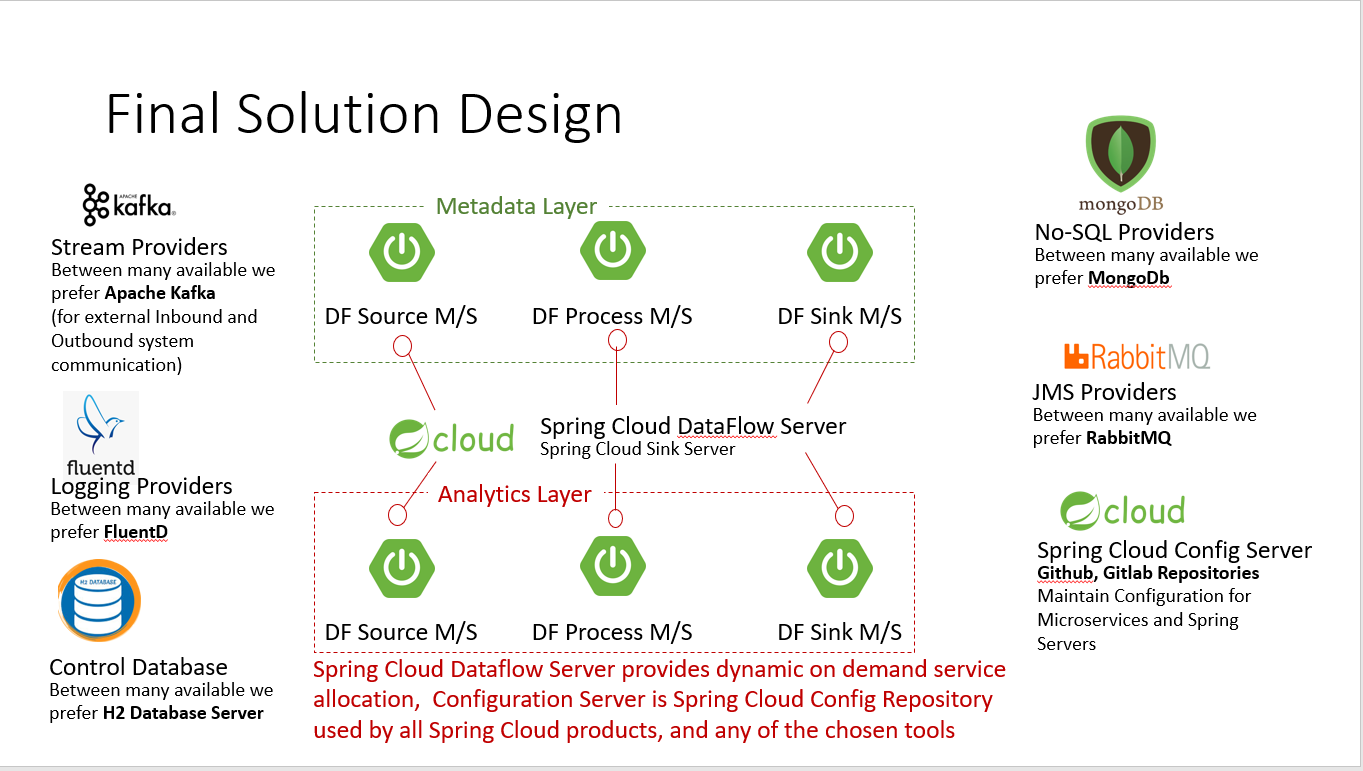 Final Solution Design
APACHE
kafka®
Stream Providers
Between many available we
prefer Apache Kafka
(for external Inbound and
Outbound system
communication)
fluentd
Logging Providers
Between many available we
prefer FluentD
H2 DATABASE
Control Database
Between many available we
prefer H2 Database Server
Metadata Layer
DF Source M/S
DF Process M/S
DF Sink M/S
cloud
Spring Cloud DataFlow Server
Spring Cloud Sink Server
Analytics Layer
DF Source M/S
DF Process M/S
DF Sink M/S
Spring Cloud Dataflow Server provides dynamic on demand service
allocation, Configuration Server is Spring Cloud Config Repository
used by all Spring Cloud products, and any of the chosen tools
mongoDB
No-SQL Providers
Between many available we
prefer MongoDb
RabbitMQ
JMS Providers
Between many available we
prefer RabbitMQ
cloud
Spring Cloud Config Server
Github, Gitlab Repositories
Maintain Configuration for
Microservices and Spring
Servers